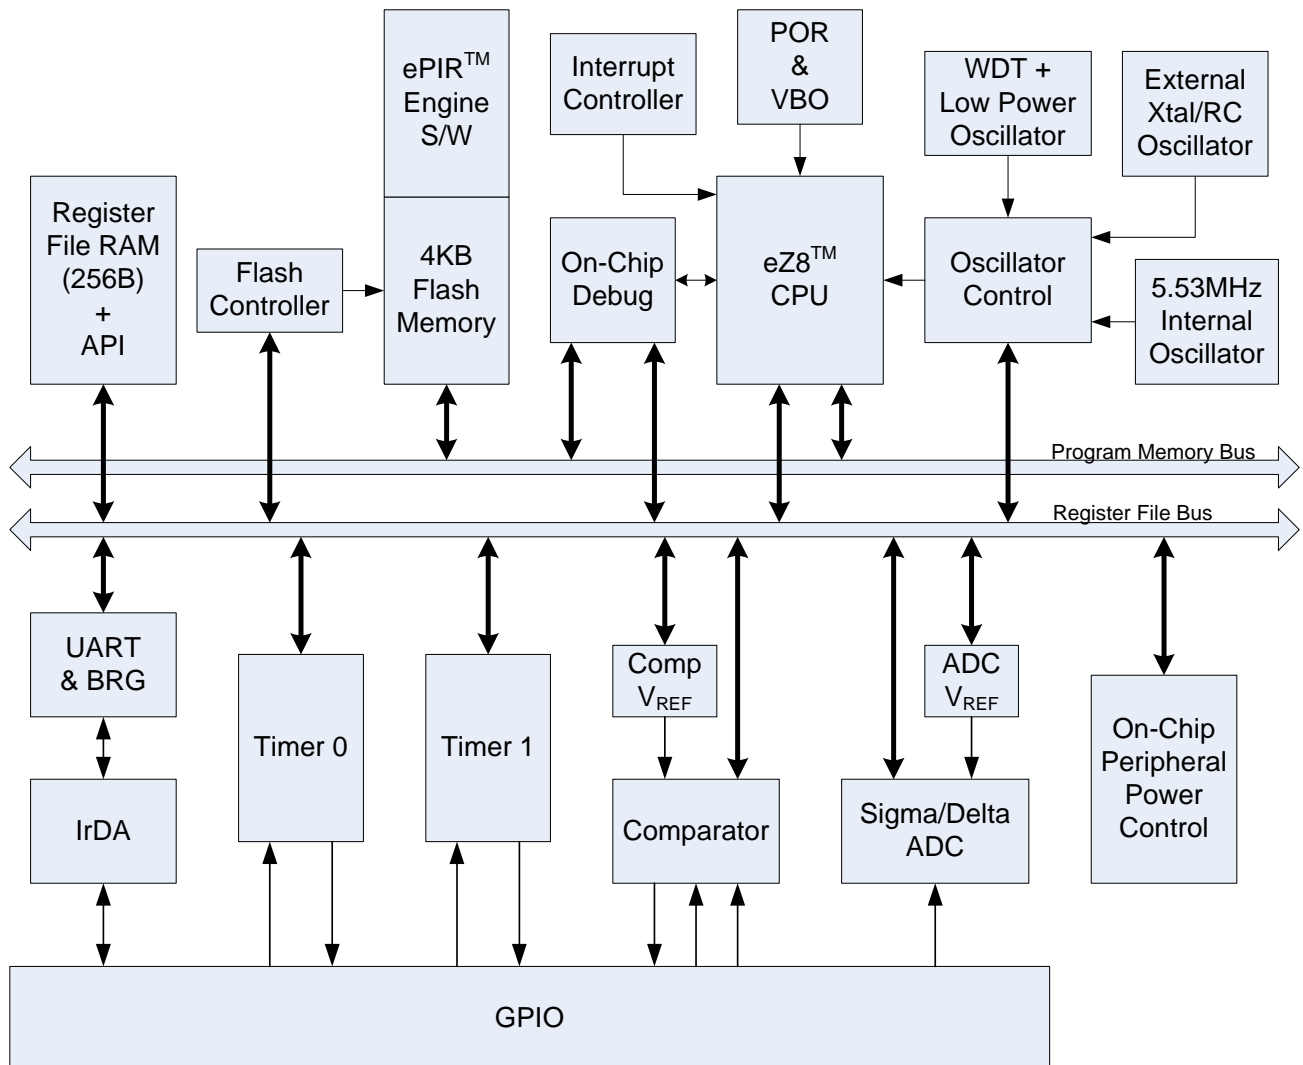 ePIR™
Engine
S/W
Interrupt
Controller
POR
&
VBO
WDT +
Low Power
Oscillator
External
Xtal/RC
Oscillator
Register
File RAM
(256B)
+
API
Flash
Controller
4KB
Flash
Memory
On-Chip
Debug
eZ8™
CPU
Oscillator
Control
5.53MHz
Internal
Oscillator
Program Memory Bus
Register File Bus
UART
& BRG
Timer 0
Timer 1
Comp
VREF
ADC
VREF
On-Chip
Peripheral
Power
Control
IrDA
Comparator
Sigma/Delta
ADC
GPIO